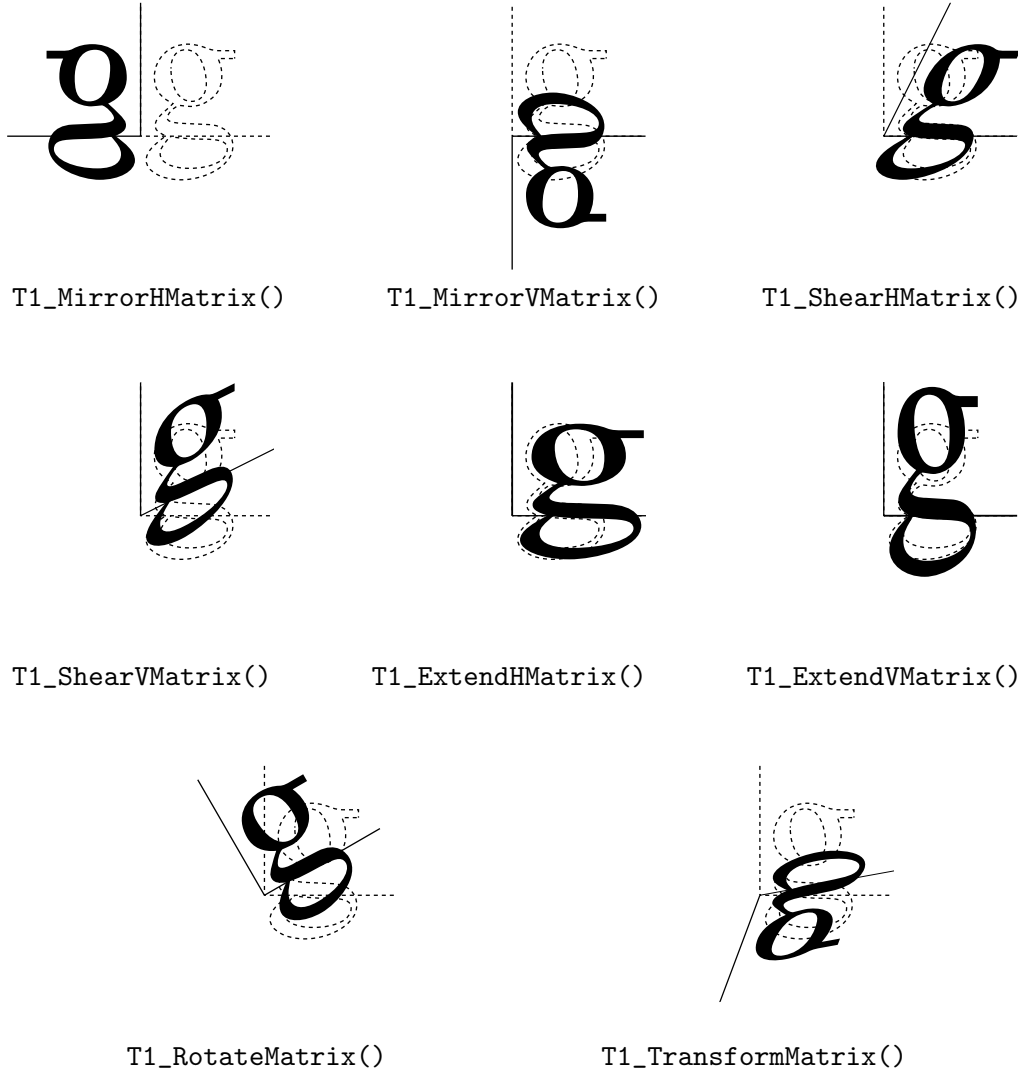 T1_MirrorHMatrix() T1_MirrorVMatrix() T1_ShearHMatrix()
T1_ShearVMatrix() T1_ExtendHMatrix() T1_ExtendVMatrix()
T1_RotateMatrix() T1_TransformMatrix()